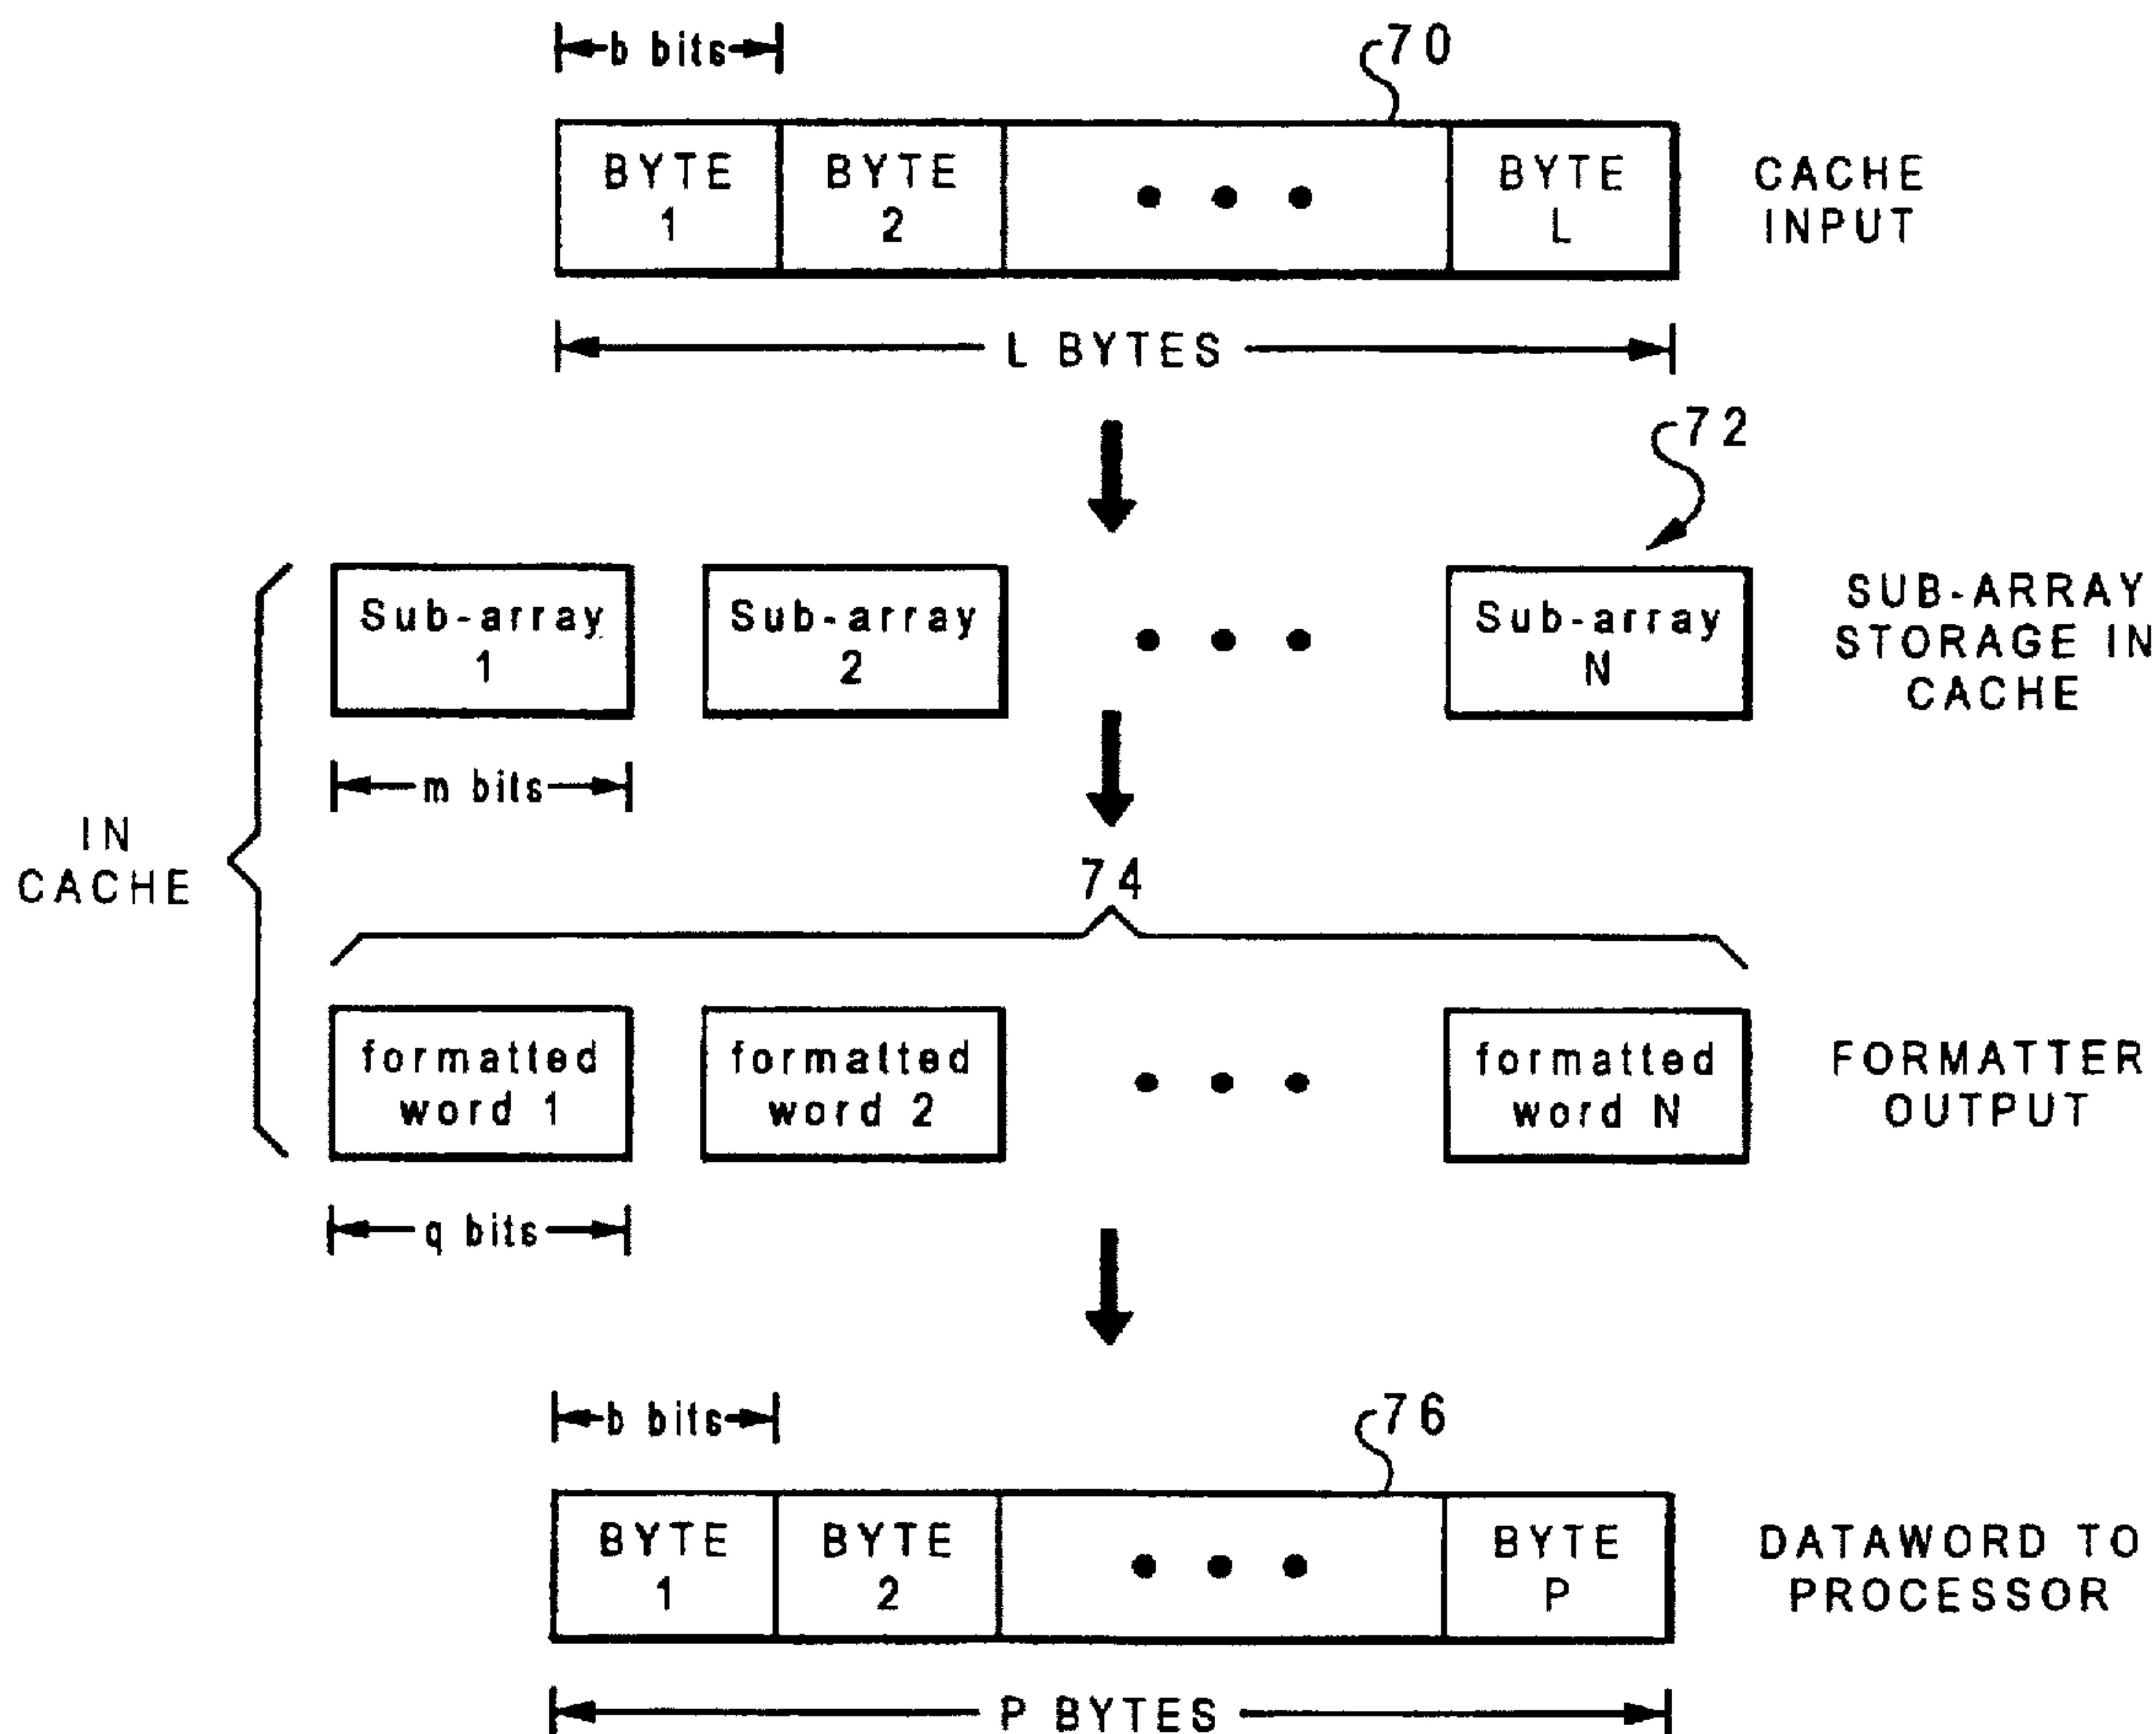 b bits
70
BYTE 1
BYTE 2
BYTE L
CACHE INPUT
L BYTES
72
Sub-array 1
Sub-array 2
Sub-array N
SUB-ARRAY STORAGE IN CACHE
m bits
IN CACHE
74
formatted word 1
formatted word 2
formatted word N
FORMATTER OUTPUT
q bits
b bits
76
BYTE 1
BYTE 2
BYTE P
DATAWORD TO PROCESSOR
P BYTES